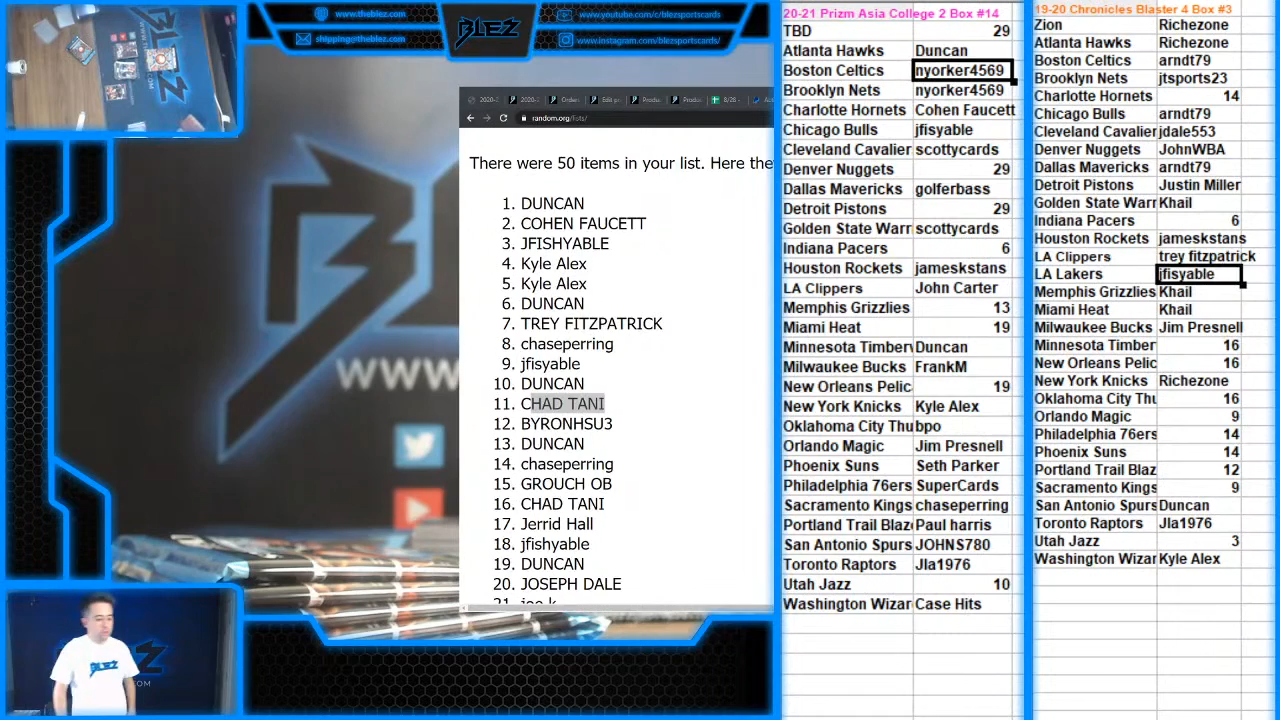 http://www.theblez.com
shipping@theblez.com
BLEZ
www.youtube.com/c/blezsportscards
www.instagram.com/blezsportscards/
random.org/lists/
There were 50 items in your list. Here the
1. DUNCAN
2. COHEN FAUCETT
3. JFISHYABLE
4. Kyle Alex
5. Kyle Alex
6. DUNCAN
7. TREY FITZPATRICK
8. chaseperring
9. jfisyable
10. DUNCAN
11. CHAD TANI
12. BYRONHSU3
13. DUNCAN
14. chaseperring
15. GROUCH OB
16. CHAD TANI
17. Jerrid Hall
18. jfishyable
19. DUNCAN
20. JOSEPH DALE
21. joe k
WWW
BLEZ
20-21 Prizm Asia College 2 Box #14
TBD 29
Atlanta Hawks Duncan
Boston Celtics nyorker4569
Brooklyn Nets nyorker4569
Charlotte Hornets Cohen Faucett
Chicago Bulls jfisyable
Cleveland Cavalier scottycards
Denver Nuggets 29
Dallas Mavericks golferbass
Detroit Pistons 29
Golden State Warr scottycards
Indiana Pacers 6
Houston Rockets jameskstans
LA Clippers John Carter
Memphis Grizzlies 13
Miami Heat 19
Minnesota Timberv Duncan
Milwaukee Bucks FrankM
New Orleans Pelic 19
New York Knicks Kyle Alex
Oklahoma City Thu bpo
Orlando Magic Jim Presnell
Phoenix Suns Seth Parker
Philadelphia 76ers SuperCards
Sacramento Kings chaseperring
Portland Trail Blaze Paul harris
San Antonio Spurs JOHNS780
Toronto Raptors Jla1976
Utah Jazz 10
Washington Wizar Case Hits
19-20 Chronicles Blaster 4 Box #3
Zion Richezone
Atlanta Hawks Richezone
Boston Celtics arndt79
Brooklyn Nets jtsports23
Charlotte Hornets 14
Chicago Bulls arndt79
Cleveland Cavalier jdale553
Denver Nuggets JohnWBA
Dallas Mavericks arndt79
Detroit Pistons Justin Miller
Golden State Warr Khail
Indiana Pacers 6
Houston Rockets jameskstans
LA Clippers trey fitzpatrick
LA Lakers jfisyable
Memphis Grizzlies Khail
Miami Heat Khail
Milwaukee Bucks Jim Presnell
Minnesota Timber 16
New Orleans Pelic 16
New York Knicks Richezone
Oklahoma City Thu 16
Orlando Magic 9
Philadelphia 76ers 14
Phoenix Suns 14
Portland Trail Blaz 12
Sacramento Kings 9
San Antonio Spurs Duncan
Toronto Raptors Jla1976
Utah Jazz 3
Washington Wizar Kyle Alex